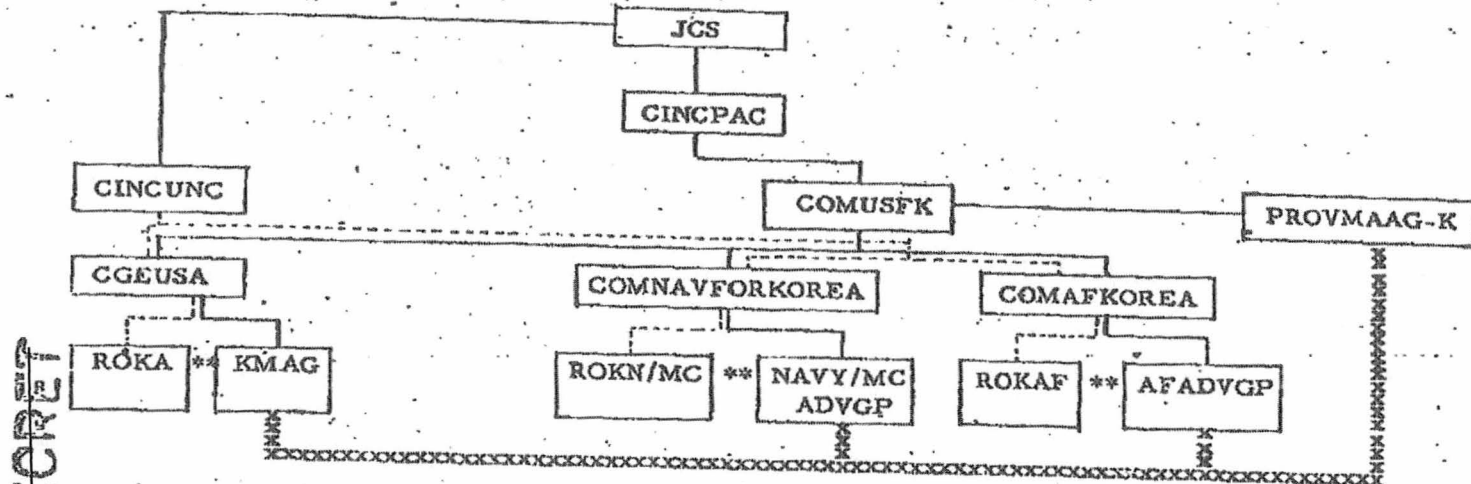 JCS
CINCPAC
CINCUNC
COMUSFK
PROVMAAG-K
CGEUSA
COMNAVFORKOREA
COMAFKOREA
ROKA ** KMAG
ROKN/MC ** NAVY/MC
ADVGP
ROKAF ** AFADVGP